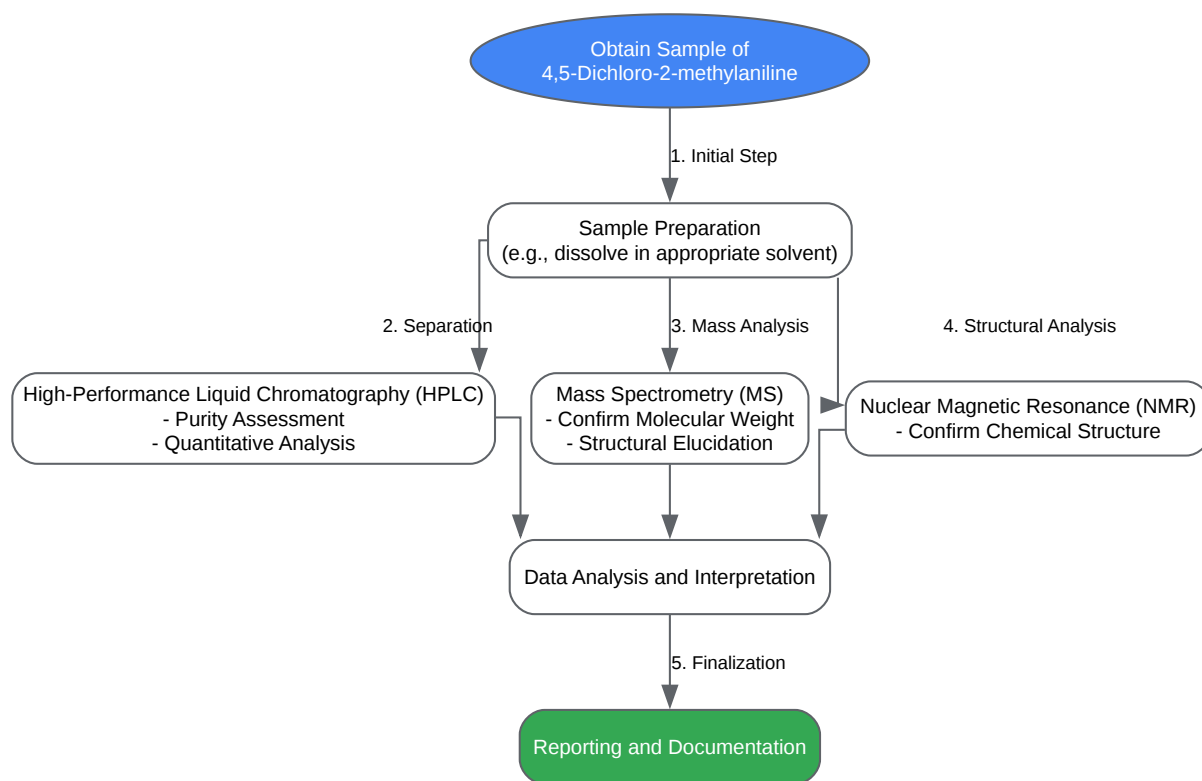 Obtain Sample of
4,5-Dichloro-2-methylaniline
1. Initial Step
Sample Preparation
(e.g., dissolve in appropriate solvent)
2. Separation
3. Mass Analysis
4. Structural Analysis
High-Performance Liquid Chromatography (HPLC)
- Purity Assessment
- Quantitative Analysis
Mass Spectrometry (MS)
- Confirm Molecular Weight
- Structural Elucidation
Nuclear Magnetic Resonance (NMR)
- Confirm Chemical Structure
Data Analysis and Interpretation
5. Finalization
Reporting and Documentation